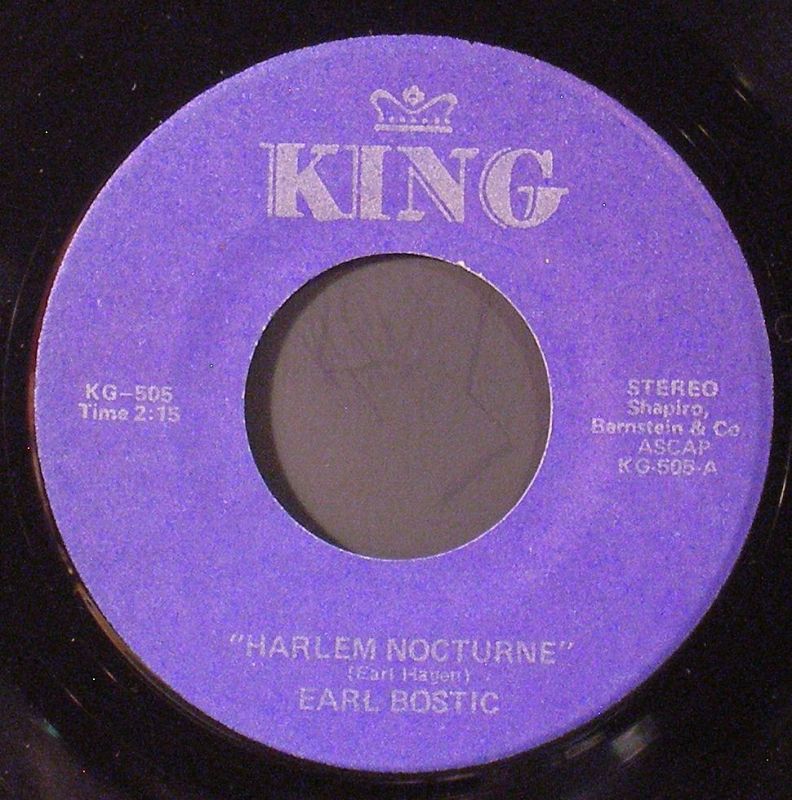 KING
KG-505
Time 2:15
STEREO
Shapiro,
Bernstein & Co
ASCAP
KG-505-A
"HARLEM NOCTURNE"
(Earl Hagen)
EARL BOSTIC